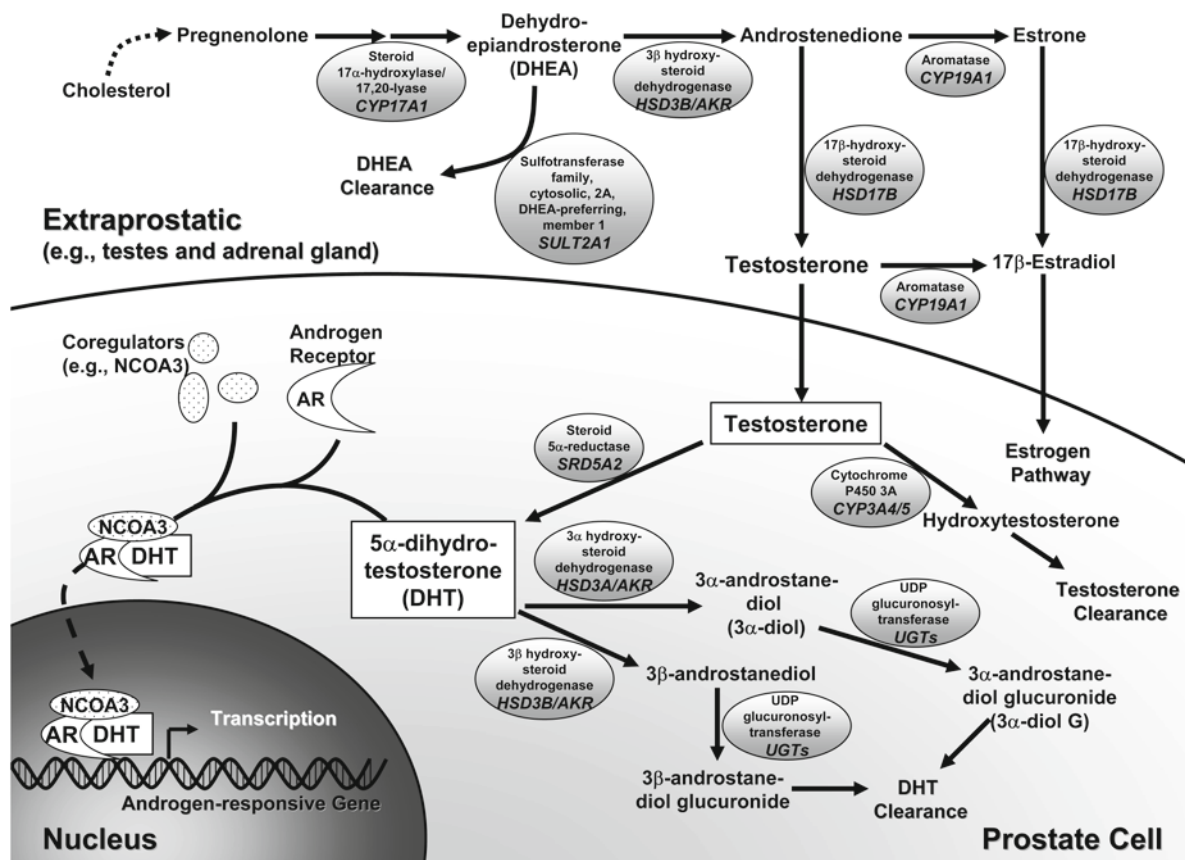 Pregnenolone
Cholesterol
Steroid
17α-hydroxylase/
17,20-lyase
CYP17A1
Dehydro-
epiandrosterone
(DHEA)
3β hydroxy-
steroid
dehydrogenase
HSD3B/AKR
Androstenedione
Aromatase
CYP19A1
Estrone
DHEA
Clearance
Sulfotransferase
family,
cytosolic, 2A,
DHEA-preferring,
member 1
SULT2A1
17β-hydroxy-
steroid
dehydrogenase
HSD17B
17β-hydroxy-
steroid
dehydrogenase
HSD17B
Extraprostatic
(e.g., testes and adrenal gland)
Testosterone
Aromatase
CYP19A1
17β-Estradiol
Coregulators
(e.g., NCOA3)
Androgen
Receptor
AR
Testosterone
Steroid
5α-reductase
SRD5A2
Cytochrome
P450 3A
CYP3A4/5
Estrogen
Pathway
Hydroxytestosterone
Testosterone
Clearance
NCOA3
AR DHT
5α-dihydro-
testosterone
(DHT)
3α hydroxy-
steroid
dehydrogenase
HSD3A/AKR
3α-androstane-
diol
(3α-diol)
UDP
glucuronosyl-
transferase
UGTs
3β hydroxy-
steroid
dehydrogenase
HSD3B/AKR
3β-androstanediol
3α-androstane-
diol glucuronide
(3α-diol G)
UDP
glucuronosyl-
transferase
UGTs
3β-androstane-
diol glucuronide
DHT
Clearance
NCOA3
AR DHT
Transcription
Androgen-responsive Gene
Nucleus
Prostate Cell